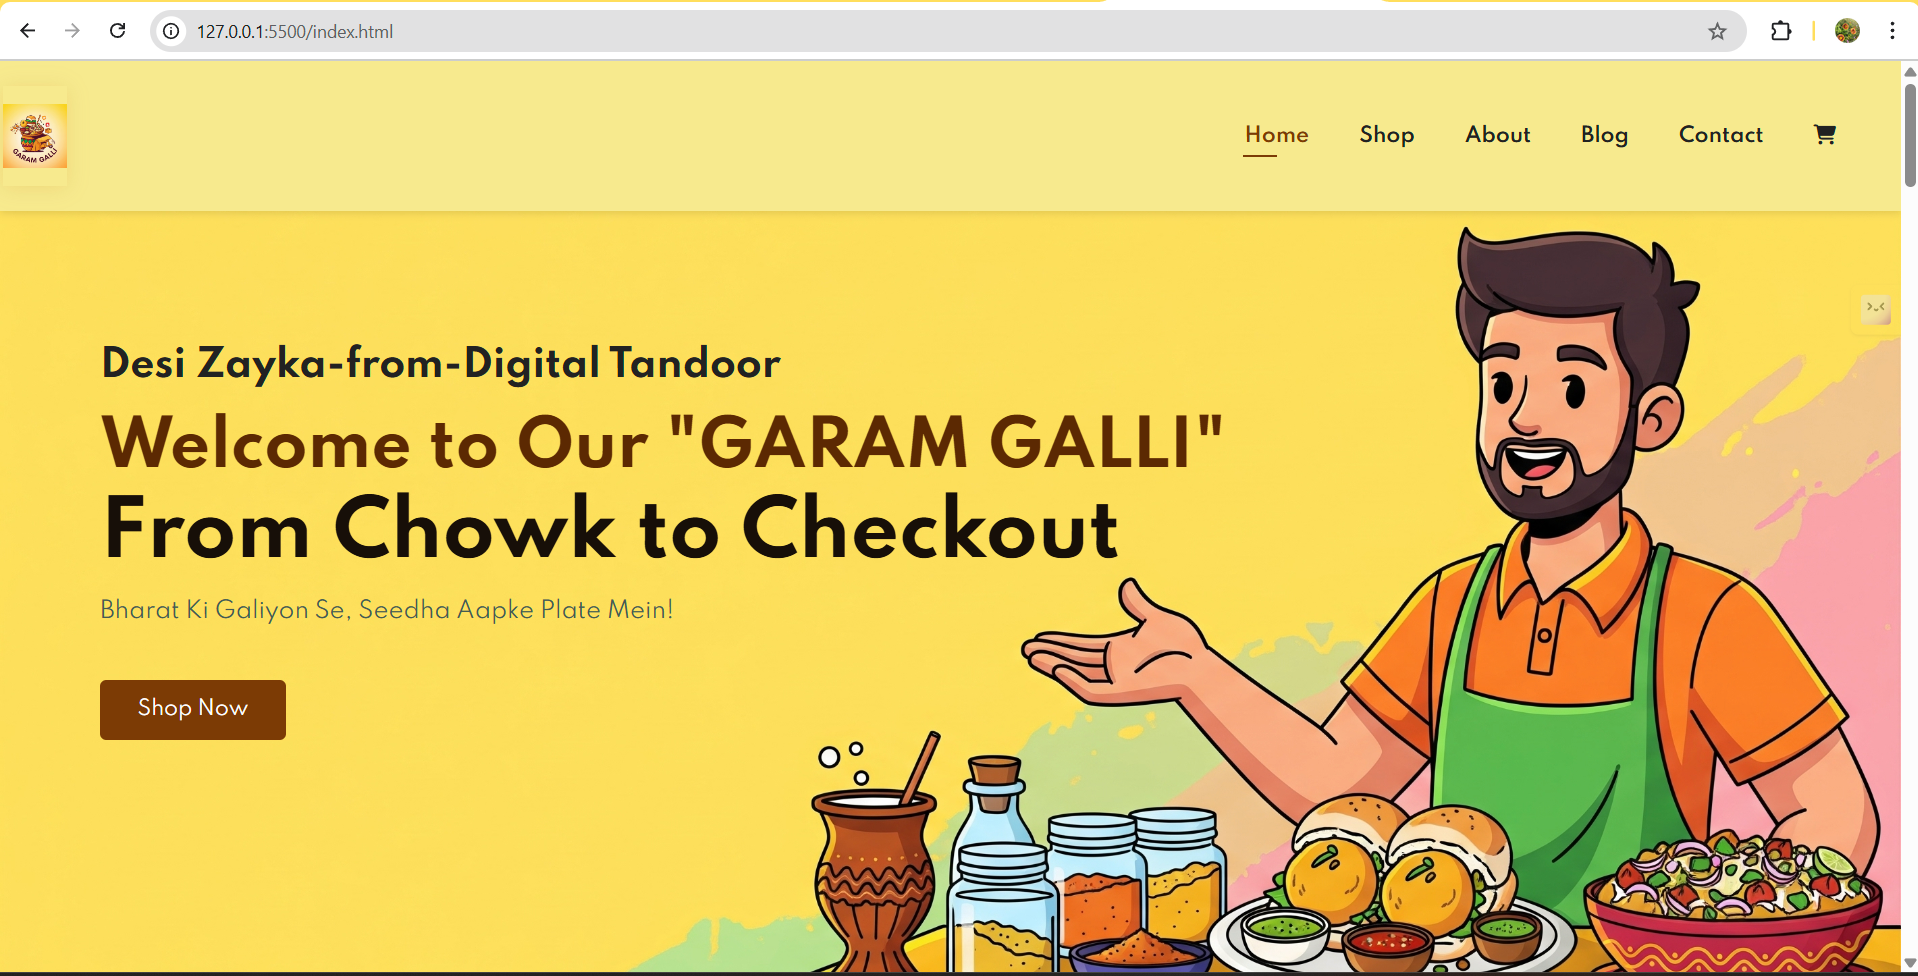 127.0.0.1:5500/index.html
GARAM GALLI
Home Shop About Blog Contact
Desi Zayka-from-Digital Tandoor
Welcome to Our "GARAM GALLI"
From Chowk to Checkout
Bharat Ki Galiyon Se, Seedha Aapke Plate Mein!
Shop Now